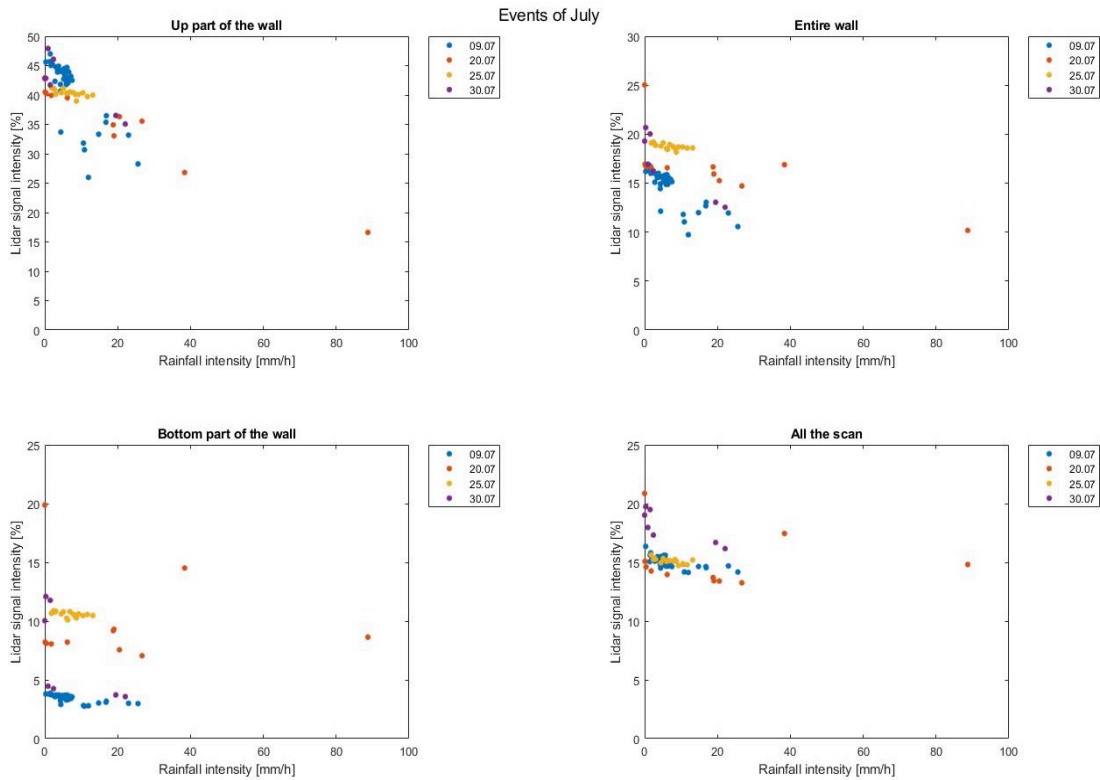 Events of July
Up part of the wall
50
45
40
35
30
25
20
15
10
5
0
0 20 40 60 80 100
Lidar signal intensity [%]
Rainfall intensity [mm/h]
09.07
20.07
25.07
30.07
Entire wall
30
25
20
15
10
5
0
0 20 40 60 80 100
Lidar signal intensity [%]
Rainfall intensity [mm/h]
09.07
20.07
25.07
30.07
Bottom part of the wall
25
20
15
10
5
0
0 20 40 60 80 100
Lidar signal intensity [%]
Rainfall intensity [mm/h]
09.07
20.07
25.07
30.07
All the scan
25
20
15
10
5
0
0 20 40 60 80 100
Lidar signal intensity [%]
Rainfall intensity [mm/h]
09.07
20.07
25.07
30.07